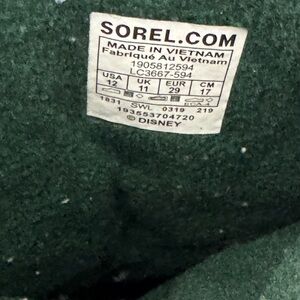 SOREL.COM
MADE IN VIETNAM
Fabriqué Au Vietnam
1905812594
LC3667-594
USA UK EUR CM
12 11 29 17
1831 SWL 0319 219
193553704720
© DISNEY